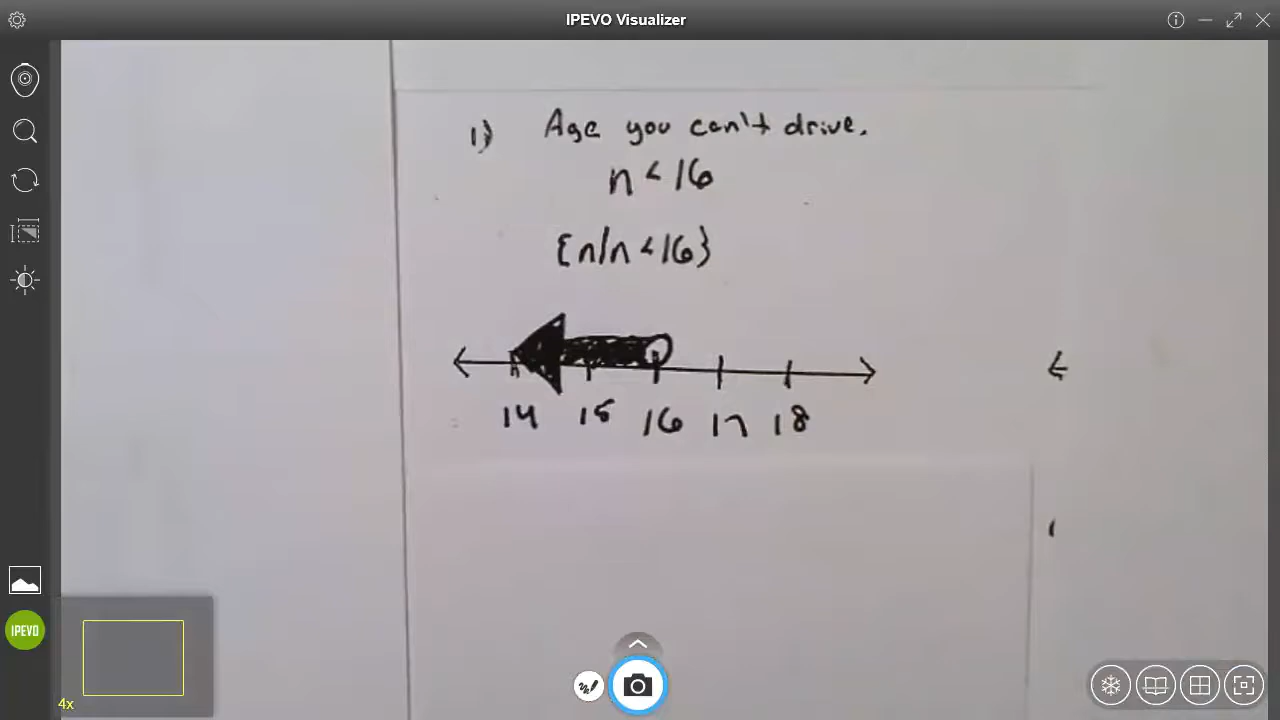 IPEVO Visualizer
1) Age you can't drive.
n < 16
{n/n < 16}
14 15 16 17 18
IPEVO
4x